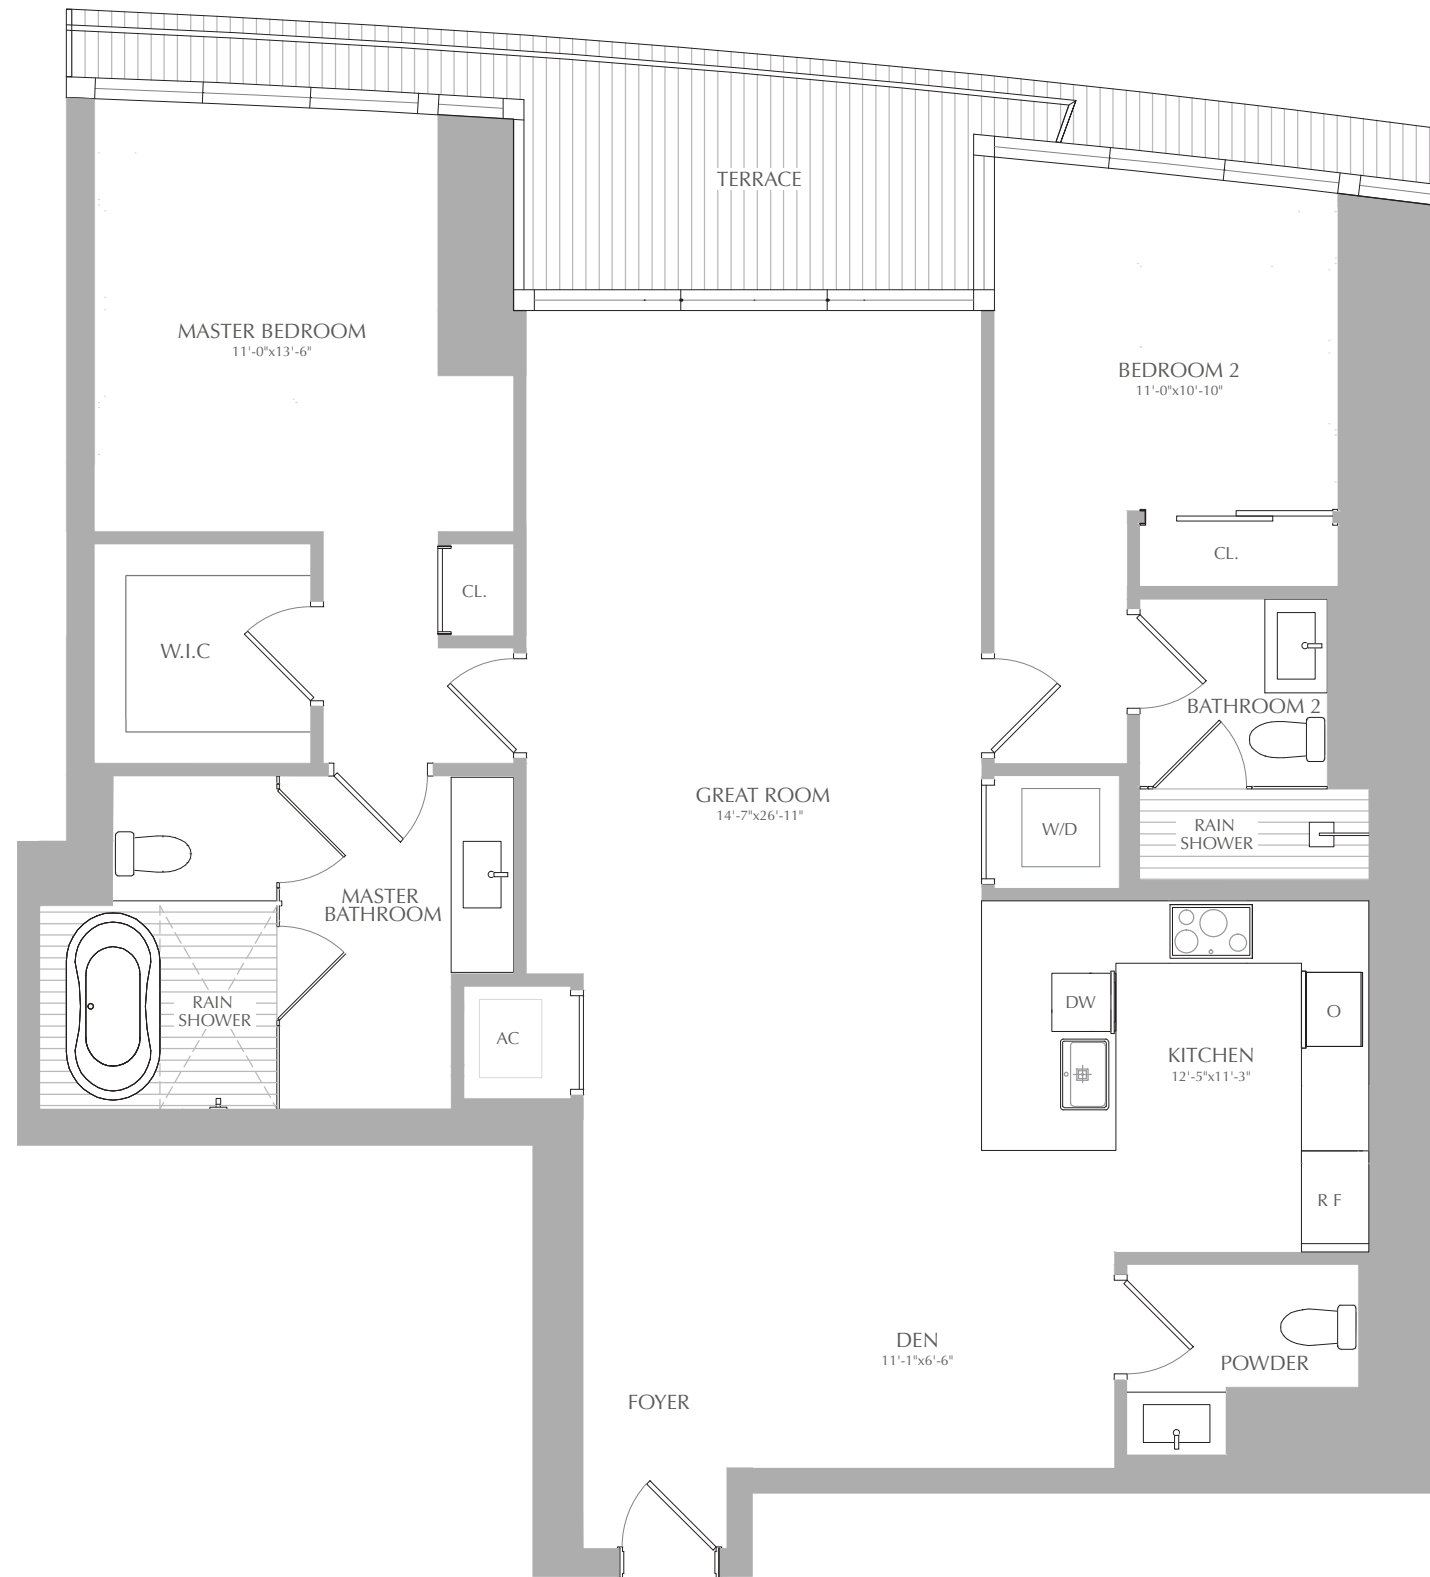 TERRACE
MASTER BEDROOM
11'-0"x13'-6"
BEDROOM 2
11'-0"x10'-10"
CL.
CL.
W.I.C
BATHROOM 2
GREAT ROOM
14'-7"x26'-11"
W/D
RAIN
SHOWER
MASTER
BATHROOM
RAIN
SHOWER
AC
DW
O
KITCHEN
12'-5"x11'-3"
R F
DEN
11'-1"x6'-6"
POWDER
FOYER